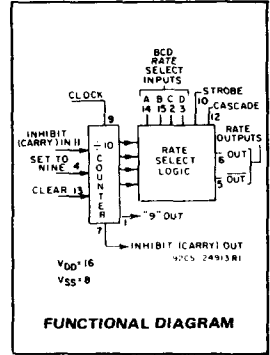 BCD
RATE
SELECT
INPUTS
A B C D
14 15 2 3
STROBE
10
CASCADE
12
CLOCK
9
RATE
OUTPUTS
INHIBIT
(CARRY) IN 11
SET TO
NINE 4
CLEAR 13
÷10
COUNTER
RATE
SELECT
LOGIC
6 OUT
5 OUT
1 "9" OUT
7
INHIBIT (CARRY) OUT
VDD=16
VSS=8
92CS-24913R1
FUNCTIONAL DIAGRAM